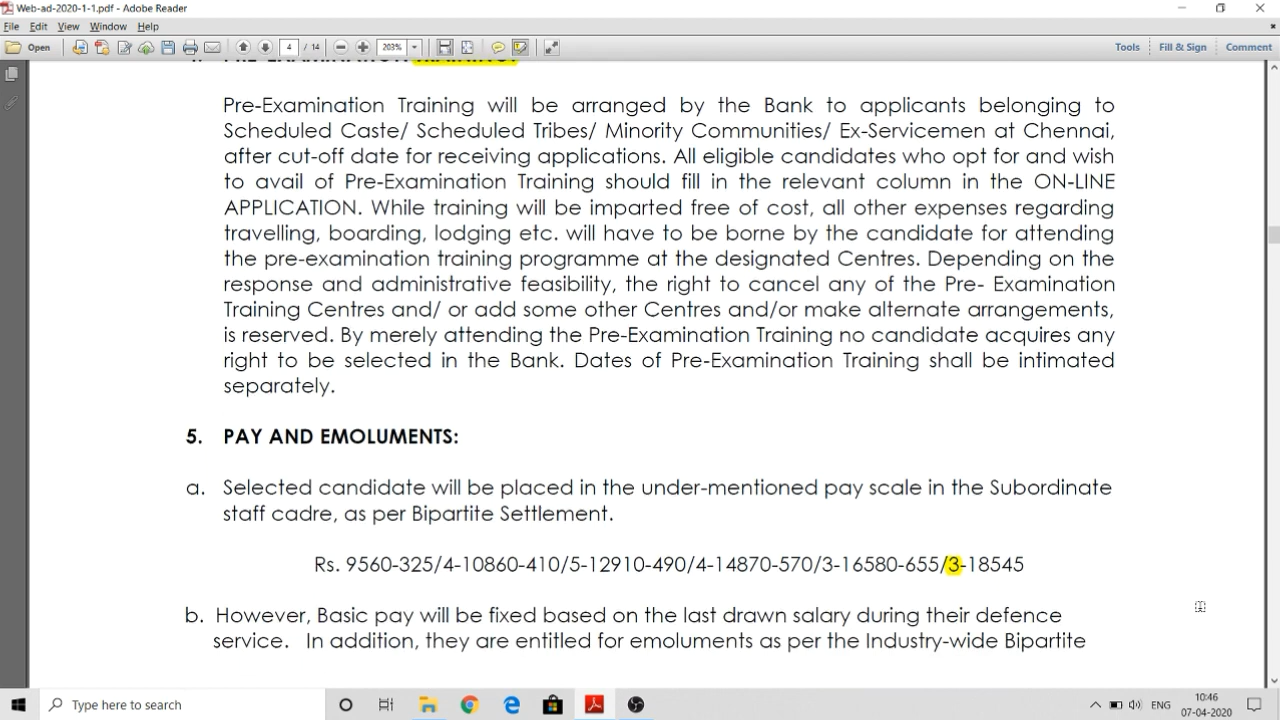 Web-ad-2020-1-1.pdf - Adobe Reader
File Edit View Window Help
Open 4 / 14 203% Tools Fill & Sign Comment
Pre-Examination Training will be arranged by the Bank to applicants belonging to
Scheduled Caste/ Scheduled Tribes/ Minority Communities/ Ex-Servicemen at Chennai,
after cut-off date for receiving applications. All eligible candidates who opt for and wish
to avail of Pre-Examination Training should fill in the relevant column in the ON-LINE
APPLICATION. While training will be imparted free of cost, all other expenses regarding
travelling, boarding, lodging etc. will have to be borne by the candidate for attending
the pre-examination training programme at the designated Centres. Depending on the
response and administrative feasibility, the right to cancel any of the Pre- Examination
Training Centres and/ or add some other Centres and/or make alternate arrangements,
is reserved. By merely attending the Pre-Examination Training no candidate acquires any
right to be selected in the Bank. Dates of Pre-Examination Training shall be intimated
separately.
5. PAY AND EMOLUMENTS:
a. Selected candidate will be placed in the under-mentioned pay scale in the Subordinate
staff cadre, as per Bipartite Settlement.
Rs. 9560-325/4-10860-410/5-12910-490/4-14870-570/3-16580-655/3-18545
b. However, Basic pay will be fixed based on the last drawn salary during their defence
service. In addition, they are entitled for emoluments as per the Industry-wide Bipartite
Type here to search
ENG
10:46
07-04-2020